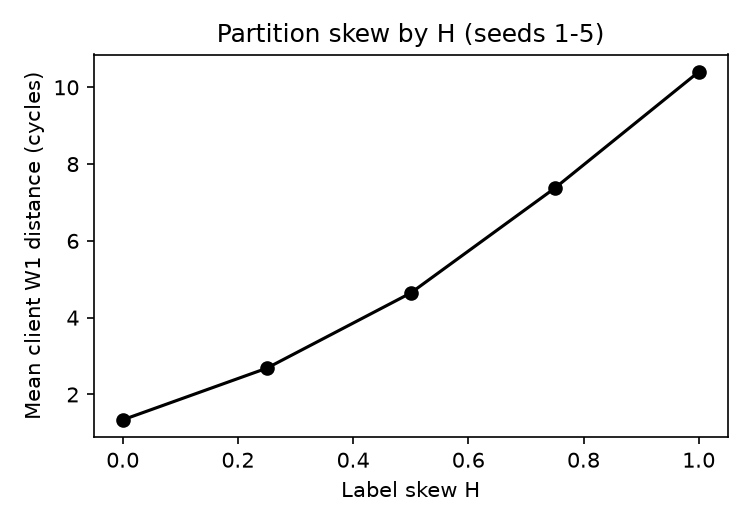 Partition skew by H (seeds 1-5)
Mean client W1 distance (cycles)
10
8
6
4
2
0.0 0.2 0.4 0.6 0.8 1.0
Label skew H